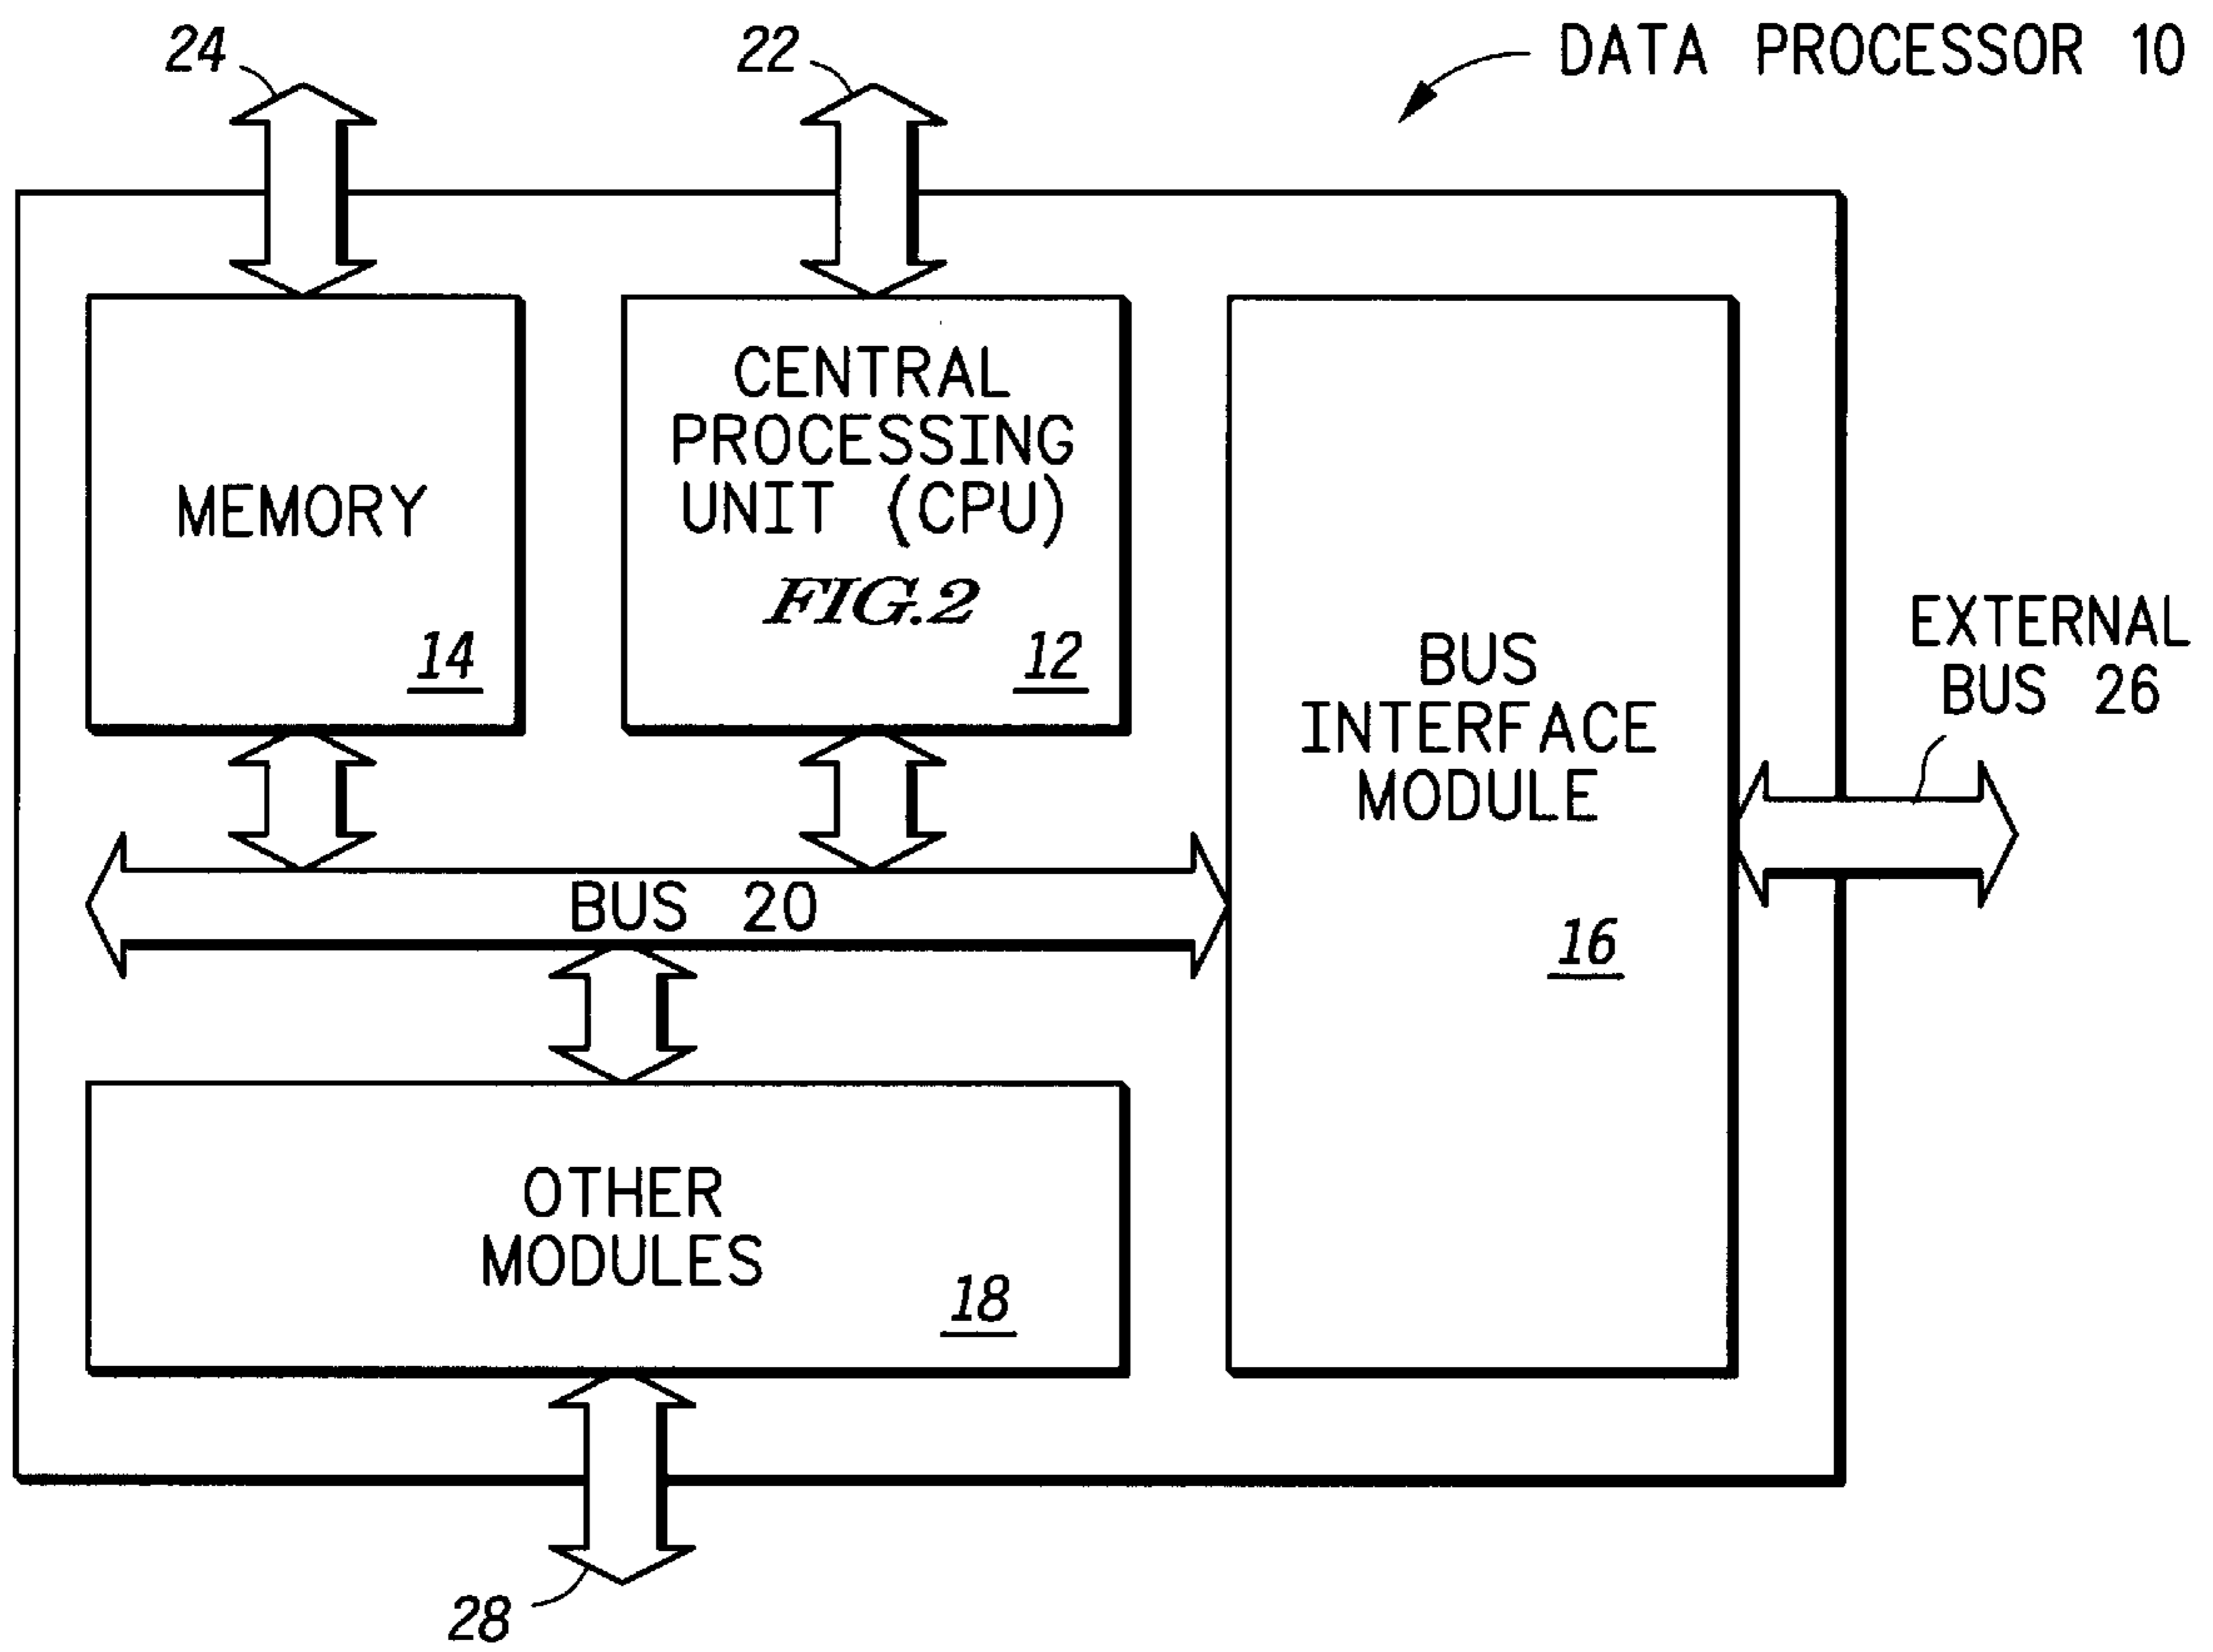 24
22
DATA PROCESSOR 10
MEMORY
14
CENTRAL
PROCESSING
UNIT (CPU)
FIG.2
12
BUS
INTERFACE
MODULE
16
EXTERNAL
BUS 26
BUS 20
OTHER
MODULES
18
28